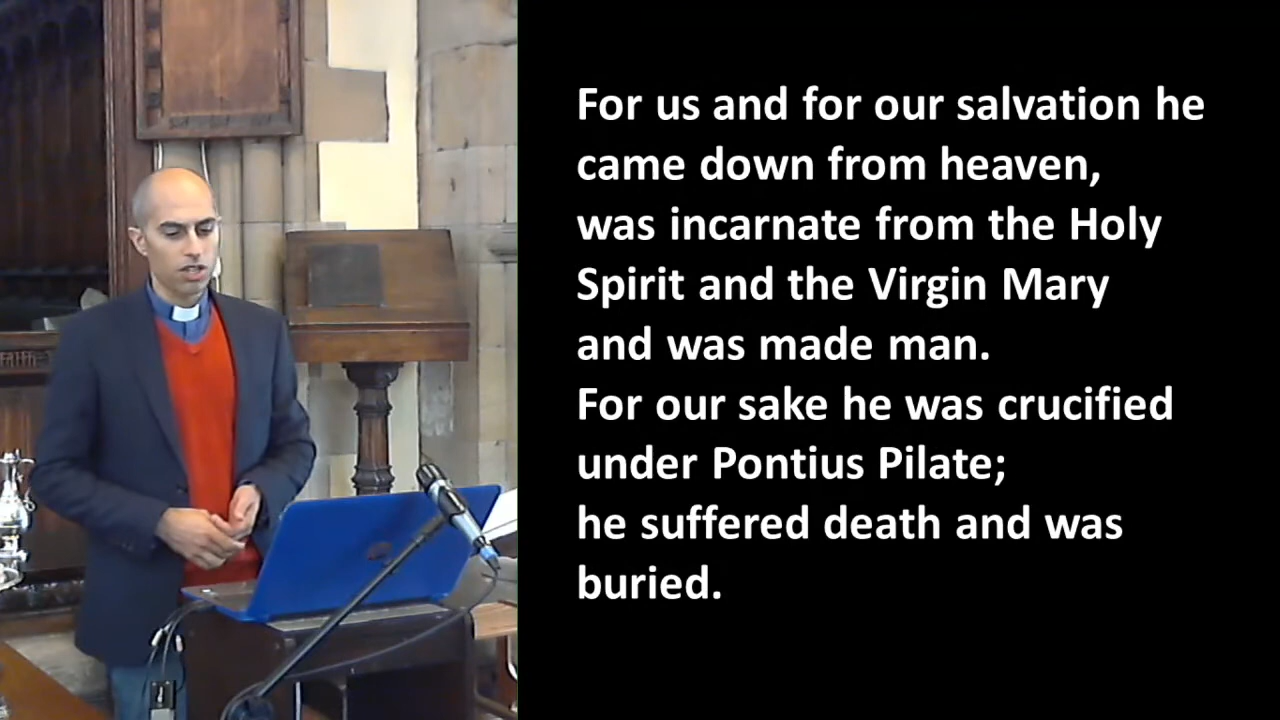 For us and for our salvation he
came down from heaven,
was incarnate from the Holy
Spirit and the Virgin Mary
and was made man.
For our sake he was crucified
under Pontius Pilate;
he suffered death and was
buried.